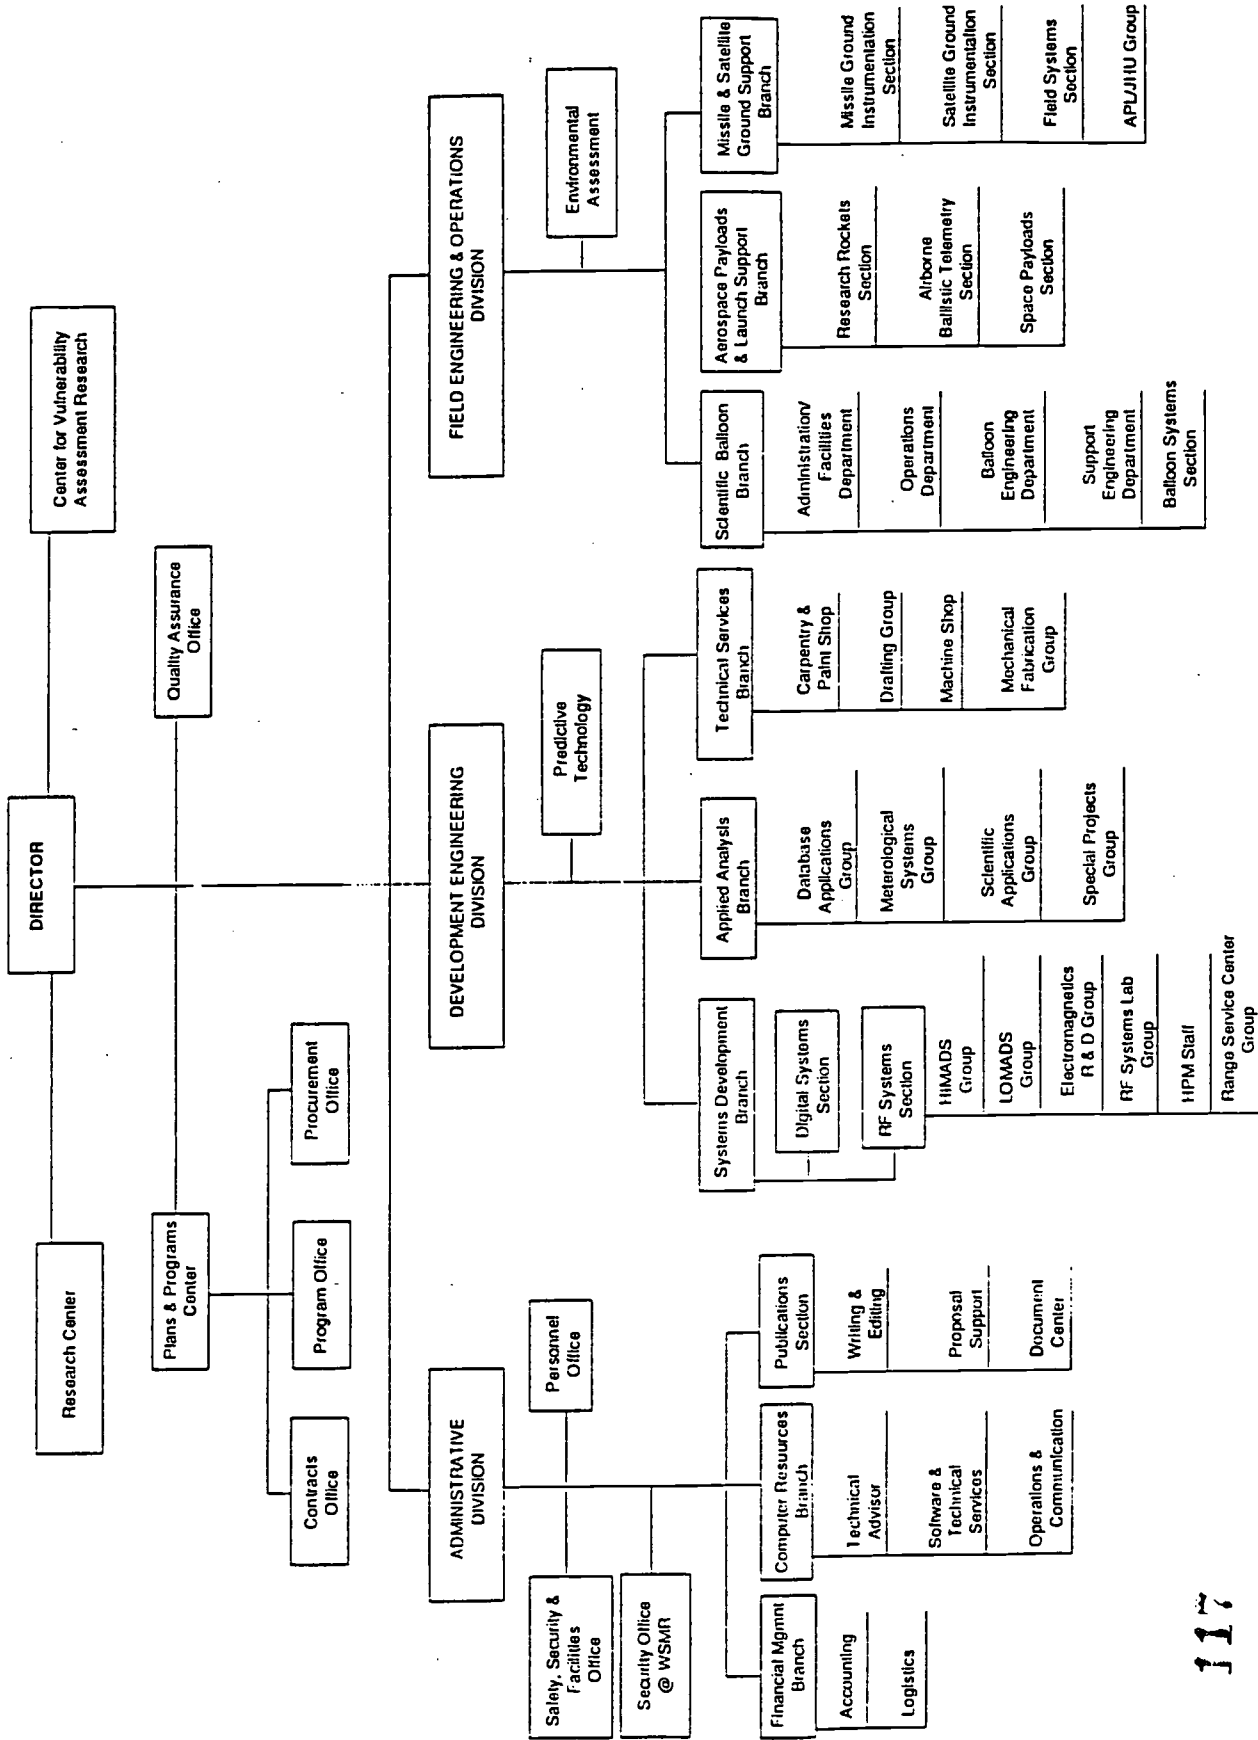 DIRECTOR
Research Center
Center for Vulnerability
Assessment Research
Plans & Programs
Center
Quality Assurance
Office
Contracts
Office
Program Office
Procurement
Office
ADMINISTRATIVE
DIVISION
DEVELOPMENT ENGINEERING
DIVISION
FIELD ENGINEERING & OPERATIONS
DIVISION
Safety, Security &
Facilities
Office
Personnel
Office
Security Office
@ WSMR
Predictive
Technology
Environmental
Assessment
Financial Mgmnt
Branch
Accounting
Logistics
Computer Resources
Branch
Technical
Advisor
Software &
Technical
Services
Operations &
Communication
Publications
Section
Writing &
Editing
Proposal
Support
Document
Center
Systems Development
Branch
Digital Systems
Section
RF Systems
Section
HIMADS
Group
LOMADS
Group
Electromagnetics
R & D Group
RF Systems Lab
Group
HPM Staff
Range Service Center
Group
Applied Analysis
Branch
Database
Applications
Group
Meterological
Systems
Group
Scientific
Applications
Group
Special Projects
Group
Technical Services
Branch
Carpentry &
Paint Shop
Drafting Group
Machine Shop
Mechanical
Fabrication
Group
Scientific Balloon
Branch
Administration/
Facilities
Department
Operations
Department
Balloon
Engineering
Department
Support
Engineering
Department
Balloon Systems
Section
Aerospace Payloads
& Launch Support
Branch
Research Rockets
Section
Airborne
Ballistic Telemetry
Section
Space Payloads
Section
Missile & Satellite
Ground Support
Branch
Missile Ground
Instrumentation
Section
Satellite Ground
Instrumentation
Section
Field Systems
Section
APL/JHU Group